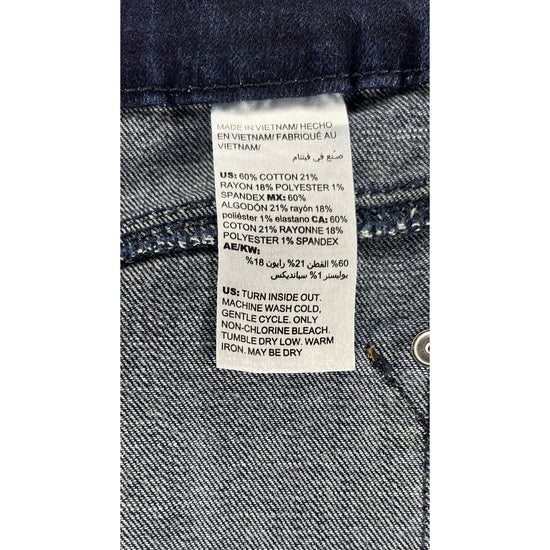 MADE IN VIETNAM/ HECHO
EN VIETNAM/ FABRIQUÉ AU
VIETNAM/
صنع في فيتنام
US: 60% COTTON 21%
RAYON 18% POLYESTER 1%
SPANDEX MX: 60%
ALGODÓN 21% rayón 18%
poliéster 1% elastano CA: 60%
COTON 21% RAYONNE 18%
POLYESTER 1% SPANDEX
AE/KW:
60% القطن 21% رايون 18%
بوليستر 1% سبانديكس
US: TURN INSIDE OUT.
MACHINE WASH COLD,
GENTLE CYCLE. ONLY
NON-CHLORINE BLEACH.
TUMBLE DRY LOW. WARM
IRON. MAY BE DRY